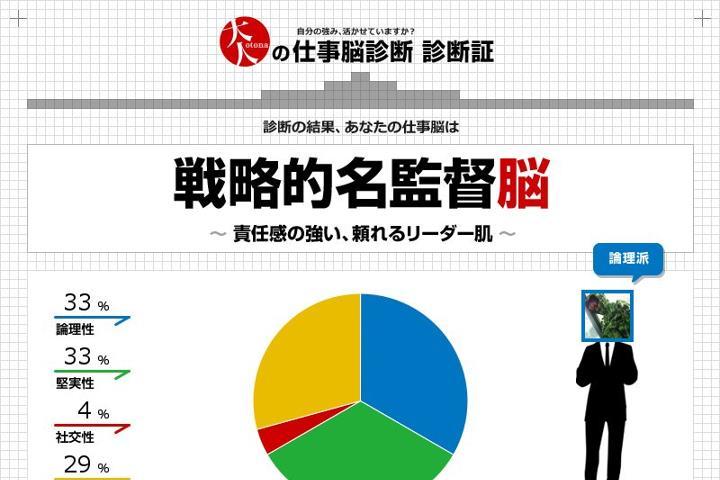 自分の強み、活かせていますか？
大人
otona
の仕事脳診断 診断証
診断の結果、あなたの仕事脳は
戦略的名監督脳
～ 責任感の強い、頼れるリーダー肌 ～
論理派
33 %
論理性
33 %
堅実性
4 %
社交性
29 %